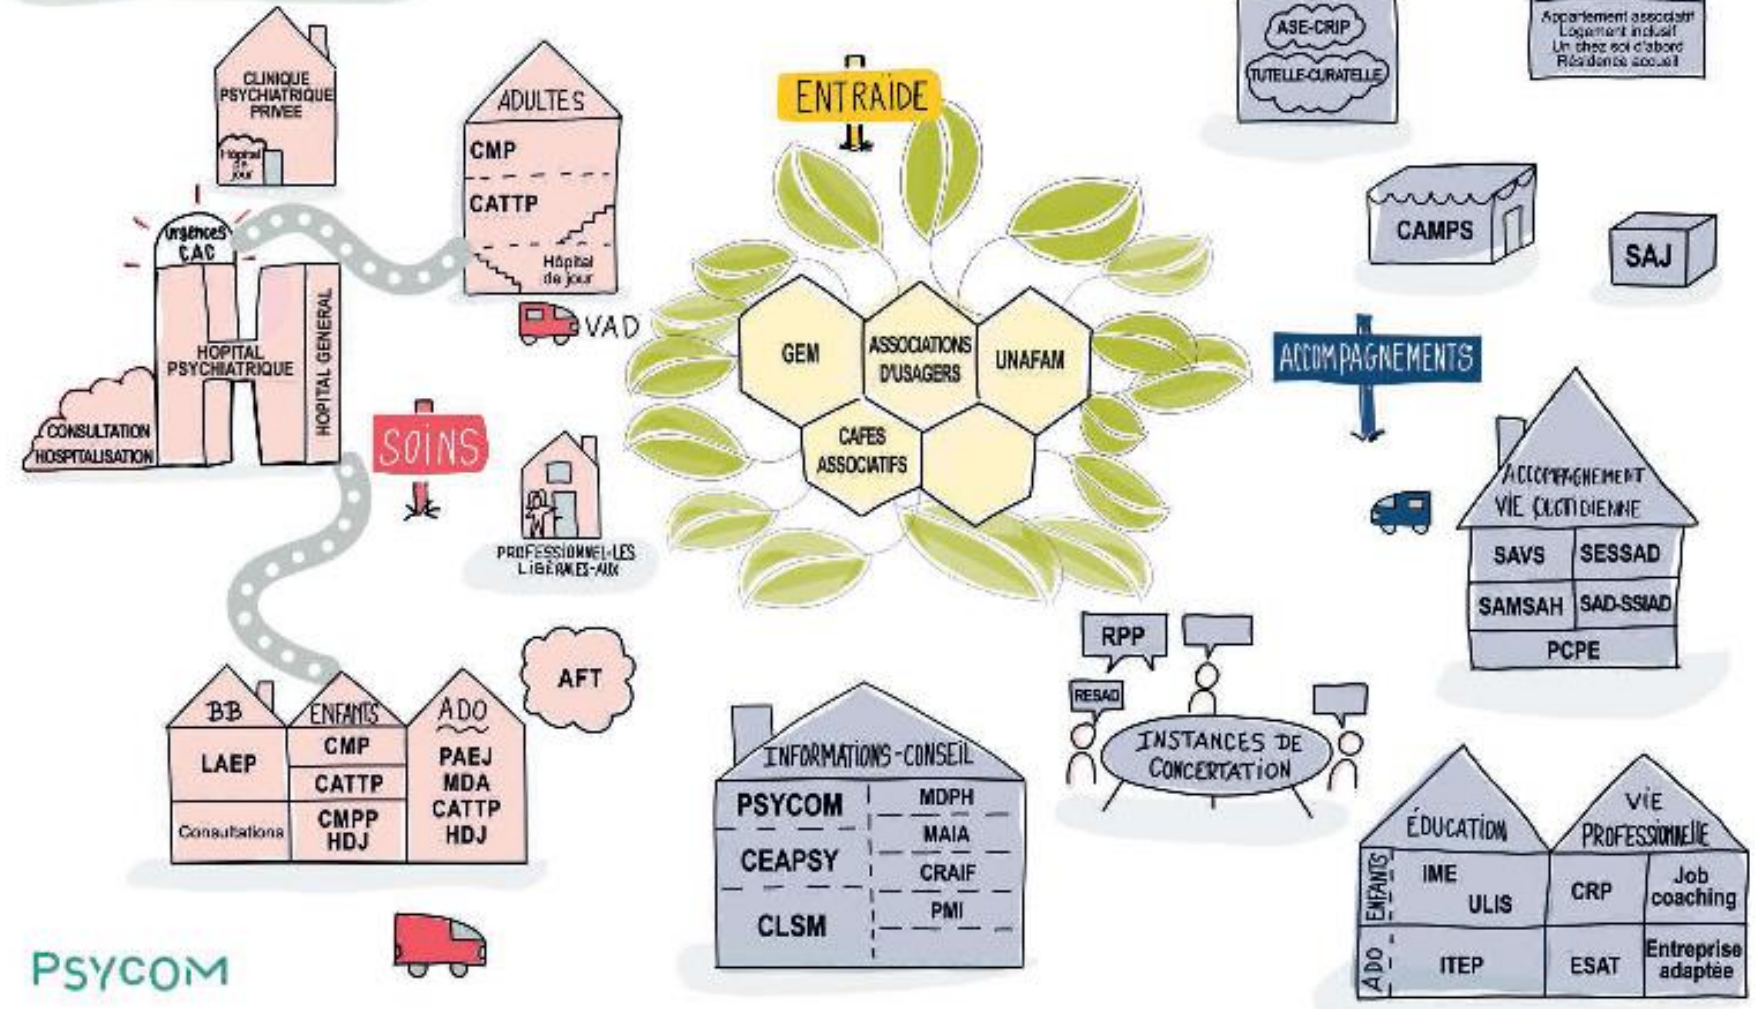 CLINIQUE
PSYCHIATRIQUE
PRIVEE
Hôpital
de
jour
ADULTES
CMP
CATTP
Hôpital
de jour
VAD
urgences
CAC
HOPITAL
PSYCHIATRIQUE
HOPITAL GENERAL
CONSULTATION
HOSPITALISATION
SOINS
PROFESSIONNEL-LES
LIBÉRALES-AUX
BB
LAEP
Consultations
ENFANTS
CMP
CATTP
CMPP
HDJ
ADO
PAEJ
MDA
CATTP
HDJ
AFT
PSYCOM
ENTRAÏDE
GEM
ASSOCIATIONS
D'USAGERS
UNAFAM
CAFES
ASSOCIATIFS
INFORMATIONS-CONSEIL
PSYCOM
CEAPSY
CLSM
MDPH
MAIA
CRAIF
PMI
RPP
RESAD
INSTANCES DE
CONCERTATION
ASE-CRIP
TUTELLE-CURATELLE
Appartement associatif
Logement inclusif
Un chez soi d'abord
Résidence accueil
CAMPS
SAJ
ACCOMPAGNEMENTS
ACCOMPAGNEMENT
VIE QUOTIDIENNE
SAVS
SESSAD
SAMSAH
SAD-SSIAD
PCPE
ÉDUCATION
ENFANTS
IME
ULIS
ADO
ITEP
VIE
PROFESSIONNELLE
CRP
Job
coaching
ESAT
Entreprise
adaptée